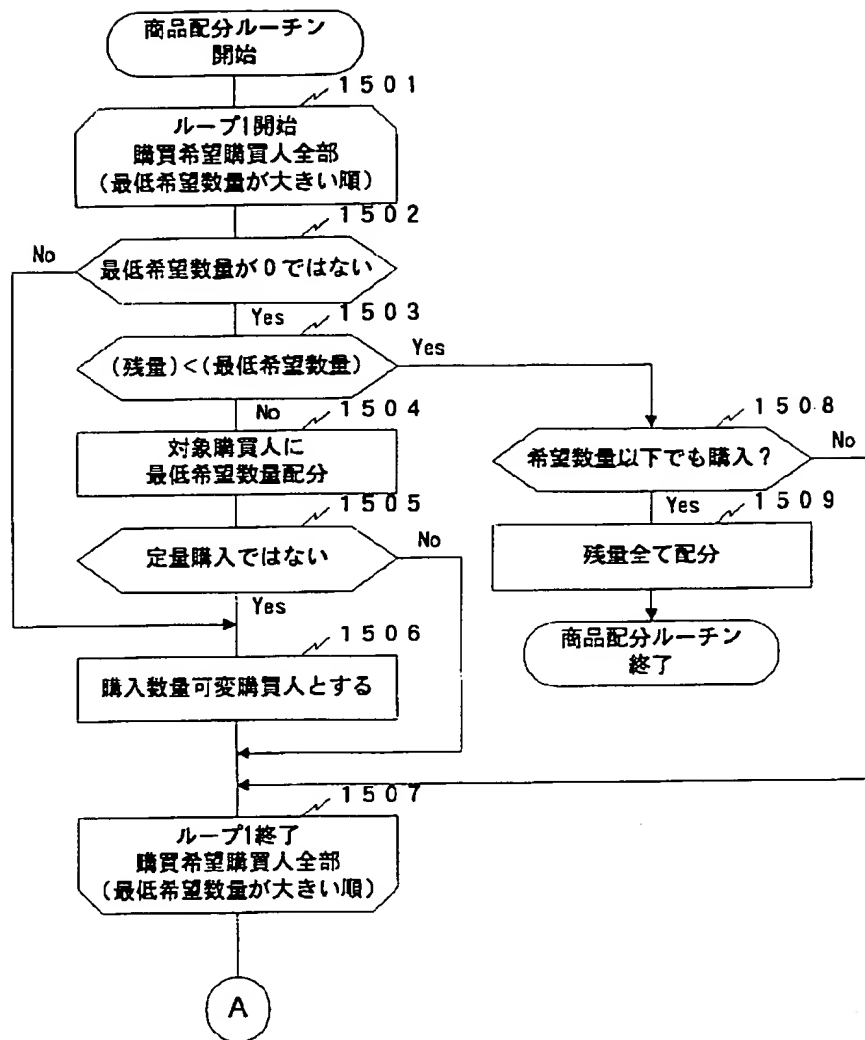 商品配分ルーチン
開始
1501
ループ1開始
購買希望購買人全部
(最低希望数量が大きい順)
1502
No
最低希望数量が0ではない
Yes
1503
(残量)<(最低希望数量)
Yes
No
1504
対象購買人に
最低希望数量配分
1505
定量購入ではない
No
Yes
1506
購入数量可変購買人とする
1507
ループ1終了
購買希望購買人全部
(最低希望数量が大きい順)
A
1508
希望数量以下でも購入?
No
Yes
1509
残量全て配分
商品配分ルーチン
終了